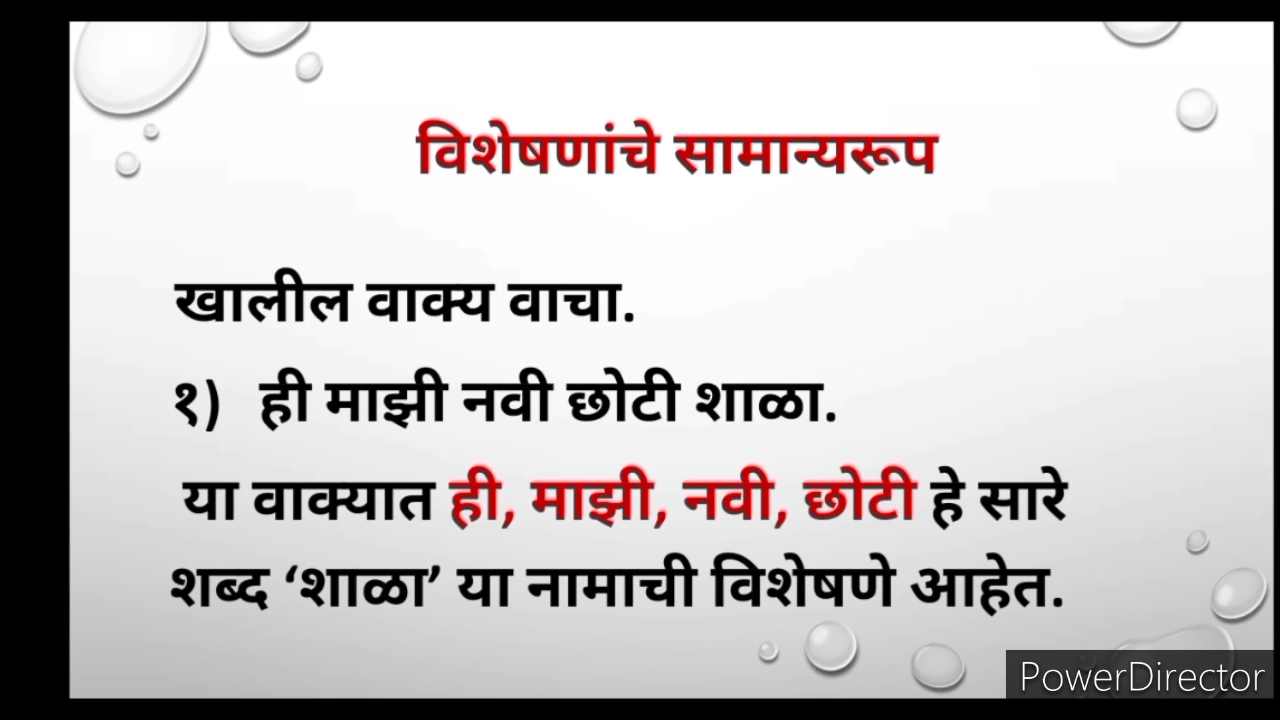 विशेषणांचे सामान्यरूप
खालील वाक्य वाचा.
१) ही माझी नवी छोटी शाळा.
या वाक्यात ही, माझी, नवी, छोटी हे सारे
शब्द ‘शाळा’ या नामाची विशेषणे आहेत.
PowerDirector